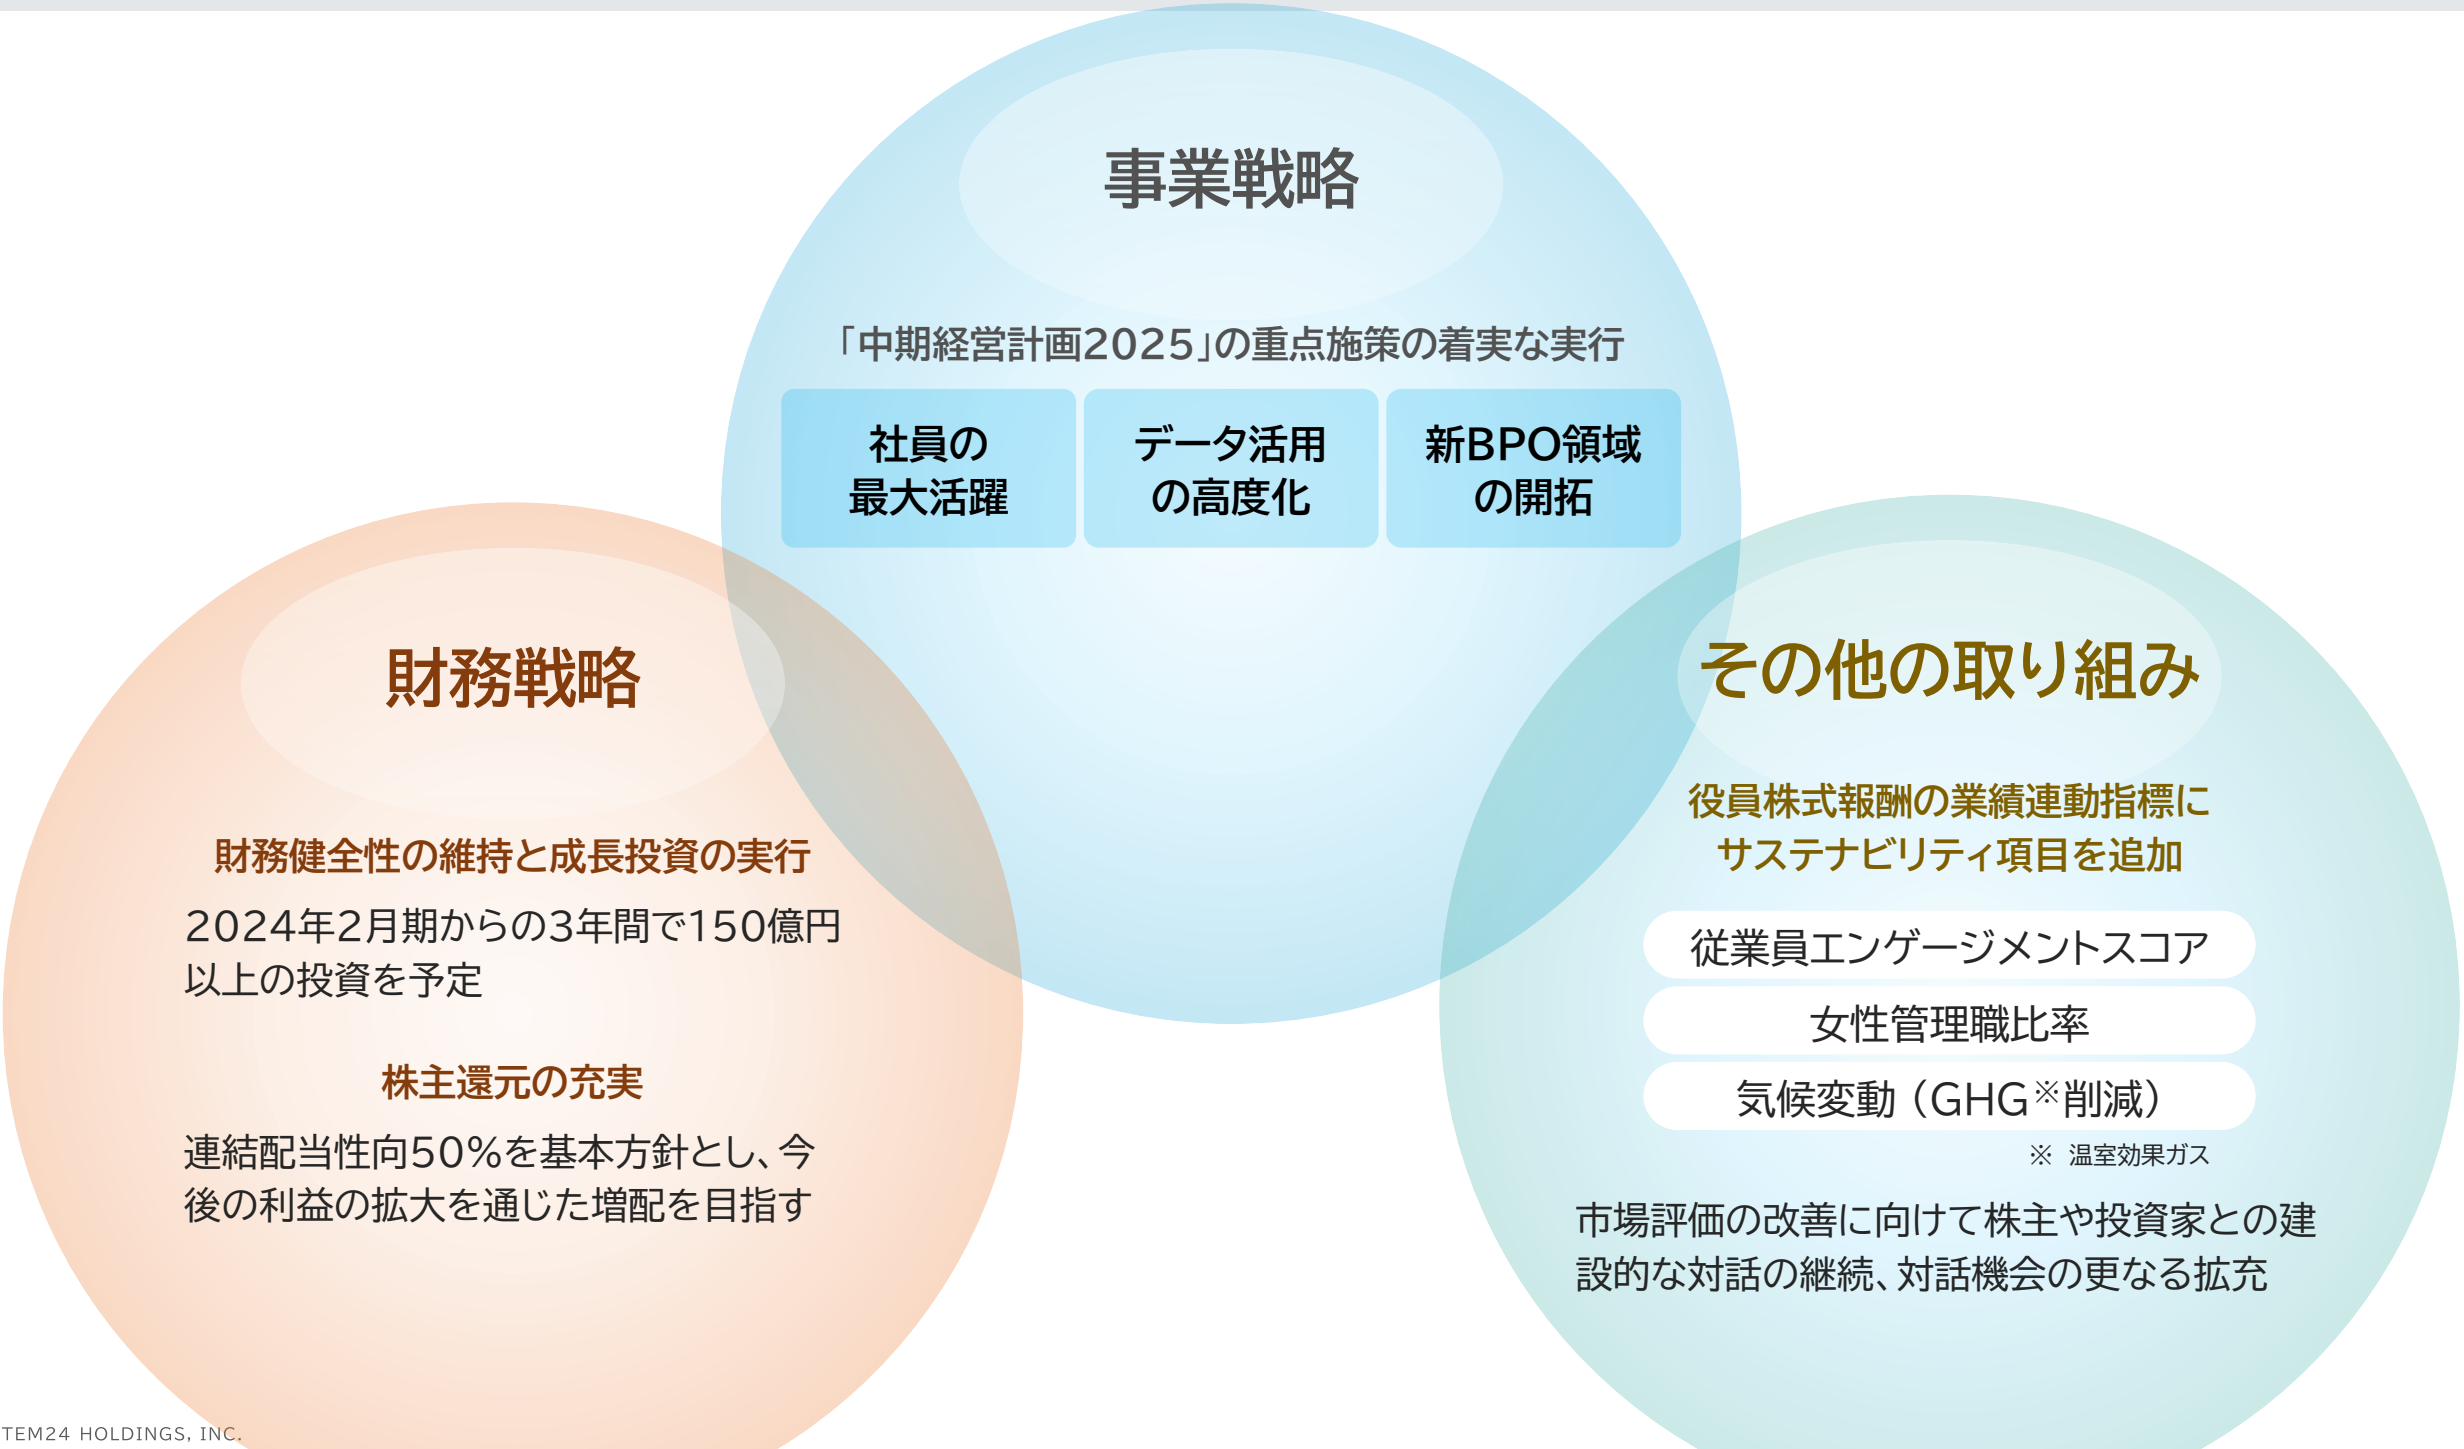 事業戦略
「中期経営計画2025」の重点施策の着実な実行
社員の
最大活躍
データ活用
の高度化
新BPO領域
の開拓
財務戦略
財務健全性の維持と成長投資の実行
2024年2月期からの3年間で150億円
以上の投資を予定
株主還元の充実
連結配当性向50%を基本方針とし、今
後の利益の拡大を通じた増配を目指す
その他の取り組み
役員株式報酬の業績連動指標に
サステナビリティ項目を追加
従業員エンゲージメントスコア
女性管理職比率
気候変動（GHG※削減）
※ 温室効果ガス
市場評価の改善に向けて株主や投資家との建
設的な対話の継続、対話機会の更なる拡充
TEM24 HOLDINGS, INC.